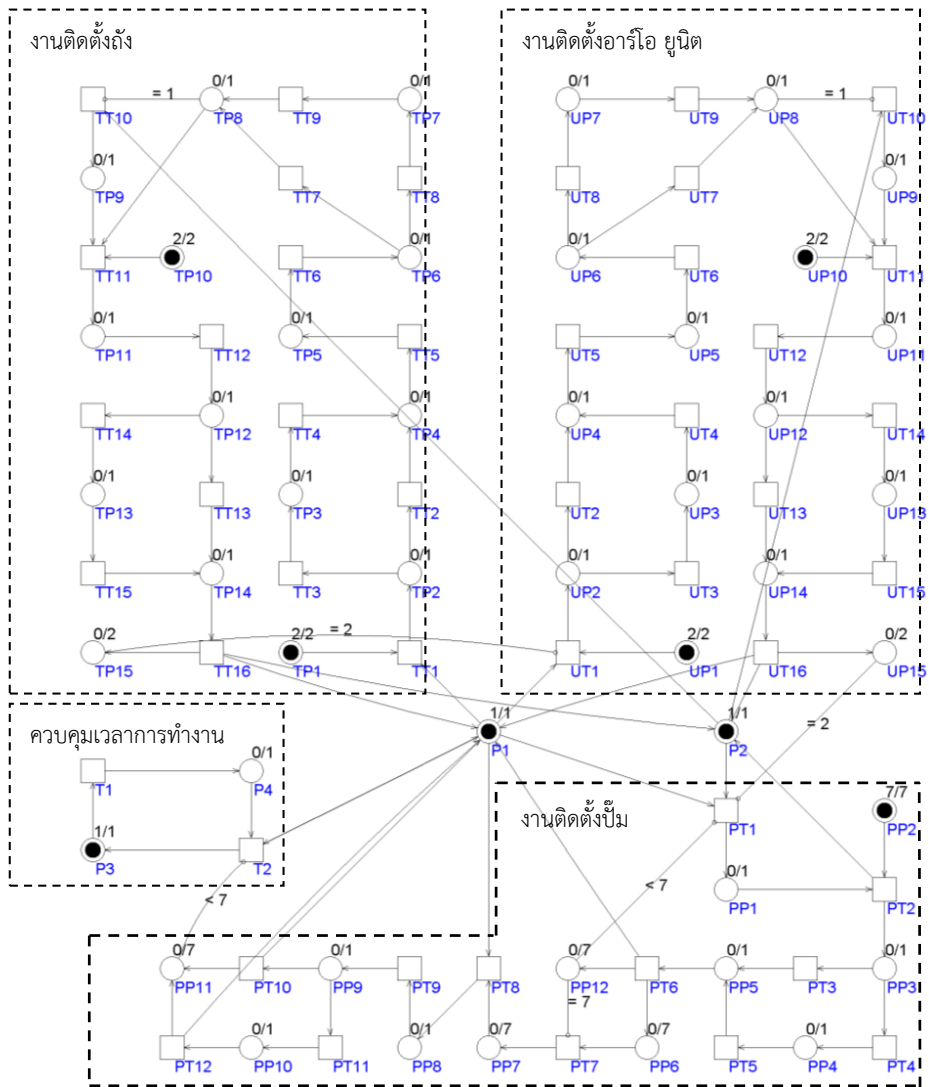 งานติดตั้งถัง
งานติดตั้งอาร์โอ ยูนิต
0/1 0/1 0/1 0/1
= 1 = 1
TT10 TP8 TT9 TP7 UP7 UT9 UP8 UT10
0/1 0/1
TP9 TT7 TT8 UT8 UT7 UP9
2/2 0/1 0/1 2/2
TT11 TP10 TT6 TP6 UP6 UT6 UP10 UT11
0/1 0/1 0/1 0/1
TP11 TT12 TP5 TT5 UT5 UP5 UT12 UP11
0/1 0/1 0/1 0/1
TT14 TP12 TT4 TP4 UP4 UT4 UP12 UT14
0/1 0/1 0/1 0/1
TP13 TT13 TP3 TT2 UT2 UP3 UT13 UP13
0/1 0/1 0/1 0/1
TT15 TP14 TT3 TP2 UP2 UT3 UP14 UT15
0/2 2/2 = 2 2/2 0/2
TP15 TT16 TP1 TT1 UT1 UP1 UT16 UP15
ควบคุมเวลาการทำงาน
1/1 1/1 = 2
P1 P2
0/1
T1 P4
งานติดตั้งปั๊ม
7/7
PT1 PP2
1/1
P3 T2
0/1
< 7 < 7
PP1 PT2
0/7 0/1 0/7 0/1 0/1
PP11 PT10 PP9 PT9 PT8 PP12 PT6 PP5 PT3 PP3
= 7
0/1 0/1 0/7 0/7 0/1
PT12 PP10 PT11 PP8 PP7 PT7 PP6 PT5 PP4 PT4